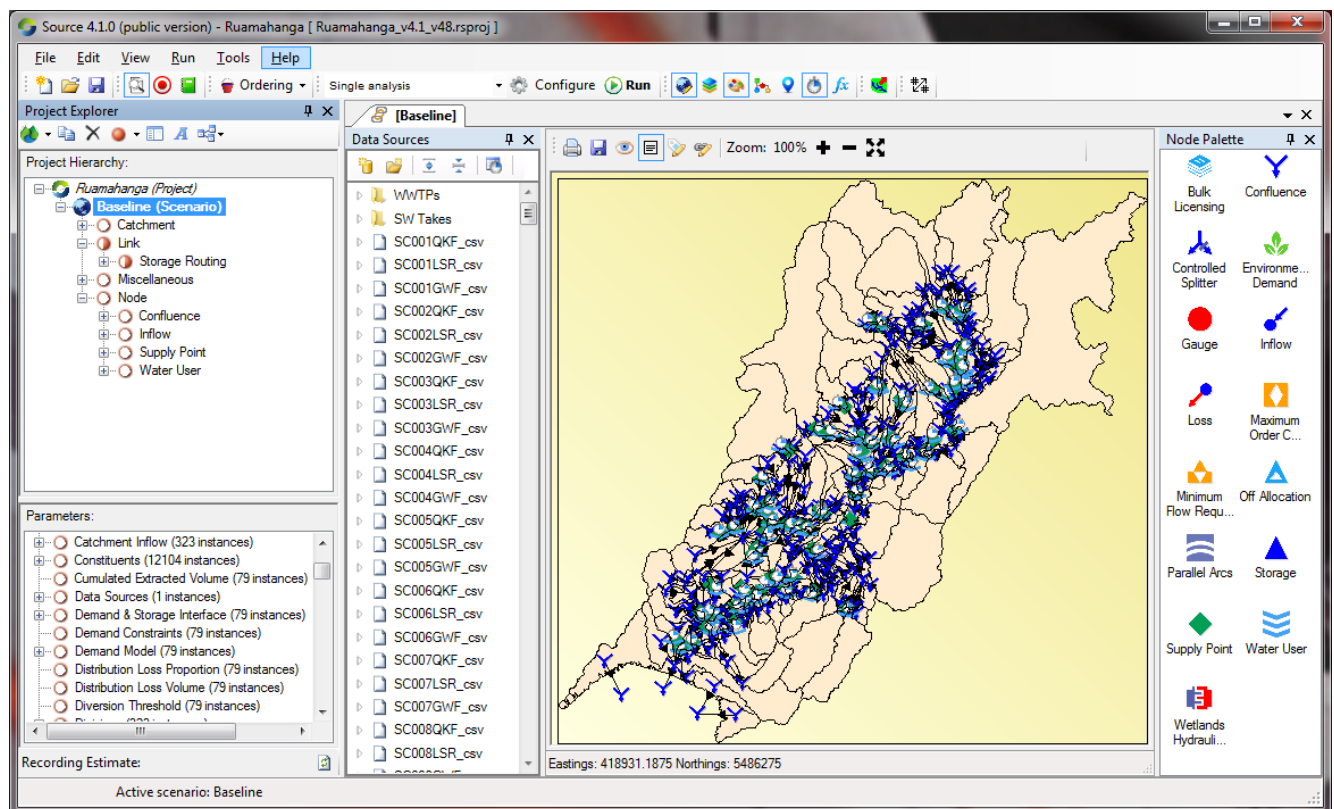 Source 4.1.0 (public version) - Ruamahanga [ Ruamahanga_v4.1_v48.rsproj ]
File Edit View Run Tools Help
Ordering Single analysis Configure Run fx
Project Explorer
Project Hierarchy:
Ruamahanga (Project)
Baseline (Scenario)
Catchment
Link
Storage Routing
Miscellaneous
Node
Confluence
Inflow
Supply Point
Water User
Parameters:
Catchment Inflow (323 instances)
Constituents (12104 instances)
Cumulated Extracted Volume (79 instances)
Data Sources (1 instances)
Demand & Storage Interface (79 instances)
Demand Constraints (79 instances)
Demand Model (79 instances)
Distribution Loss Proportion (79 instances)
Distribution Loss Volume (79 instances)
Diversion Threshold (79 instances)
Recording Estimate:
[Baseline]
Data Sources
WWTPs
SW Takes
SC001QKF_csv
SC001LSR_csv
SC001GWF_csv
SC002QKF_csv
SC002LSR_csv
SC002GWF_csv
SC003QKF_csv
SC003LSR_csv
SC003GWF_csv
SC004QKF_csv
SC004LSR_csv
SC004GWF_csv
SC005QKF_csv
SC005LSR_csv
SC005GWF_csv
SC006QKF_csv
SC006LSR_csv
SC006GWF_csv
SC007QKF_csv
SC007LSR_csv
SC007GWF_csv
SC008QKF_csv
SC008LSR_csv
Zoom: 100%
Eastings: 418931.1875 Northings: 5486275
Node Palette
Bulk Licensing
Confluence
Controlled Splitter
Environme... Demand
Gauge
Inflow
Loss
Maximum Order C...
Minimum Flow Requ...
Off Allocation
Parallel Arcs
Storage
Supply Point
Water User
Wetlands Hydrauli...
Active scenario: Baseline